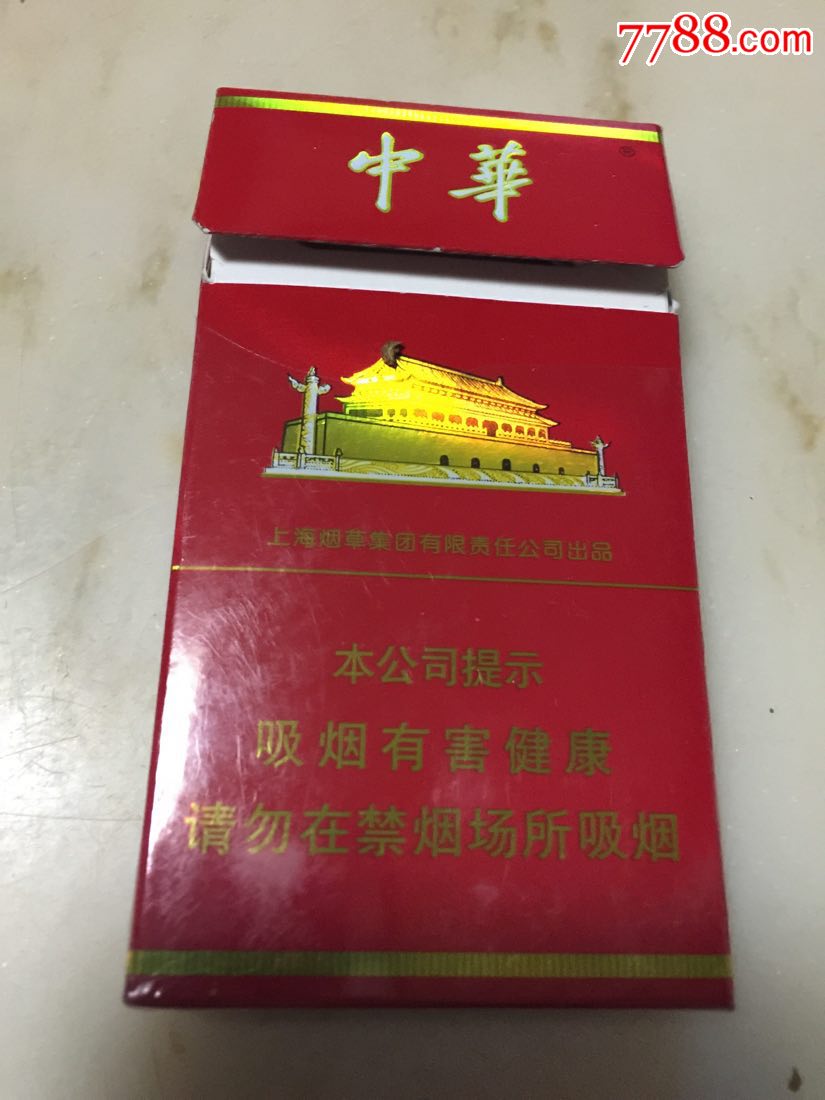 7788.com
中華
®
上海烟草集团有限责任公司出品
本公司提示
吸烟有害健康
请勿在禁烟场所吸烟